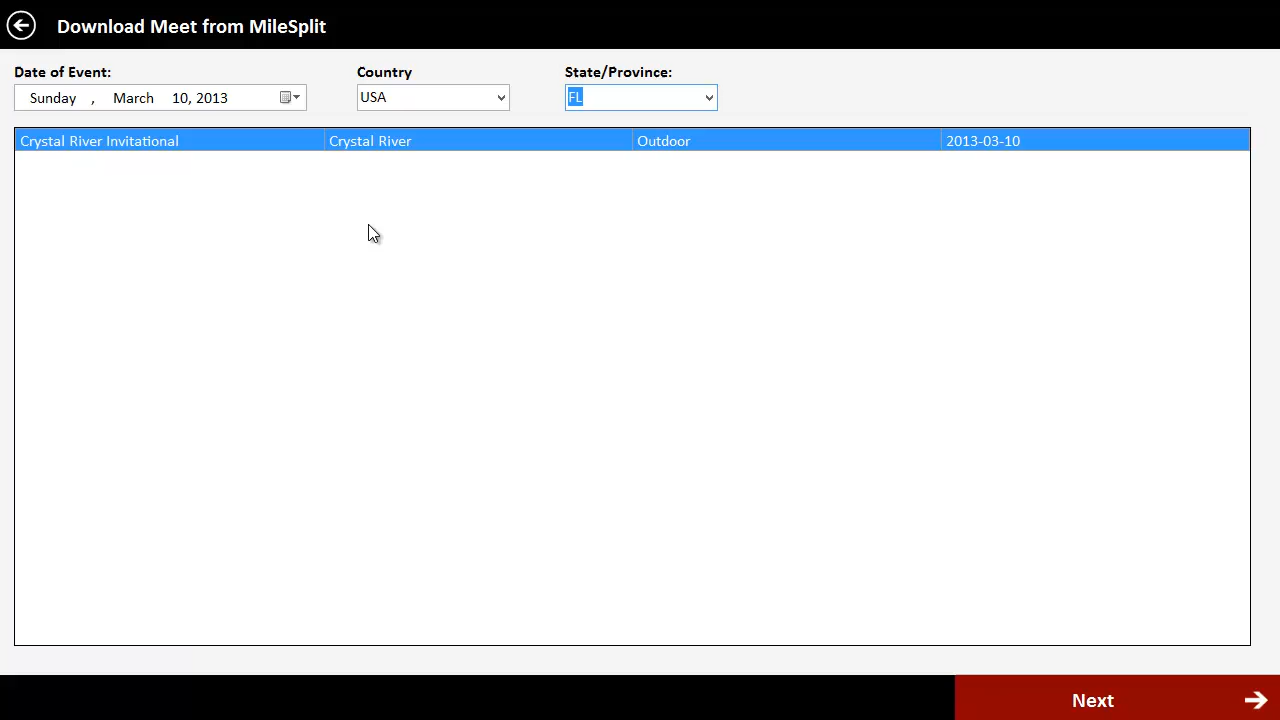 Download Meet from MileSplit
Date of Event: Country State/Province:
Sunday , March 10, 2013 USA FL
Crystal River Invitational Crystal River Outdoor 2013-03-10
Next